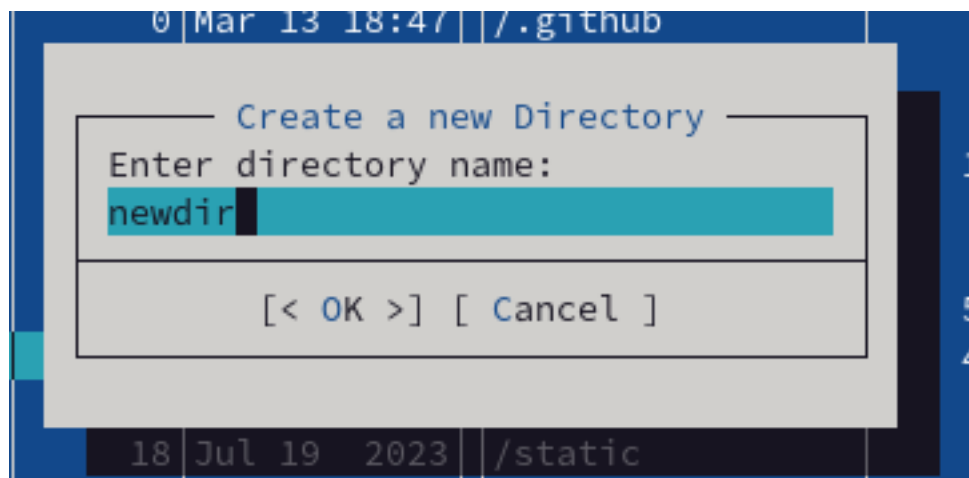 0 Mar 13 18:47 /.github
Create a new Directory
Enter directory name:
newdir
[< OK >] [ Cancel ]
18 Jul 19 2023 /static